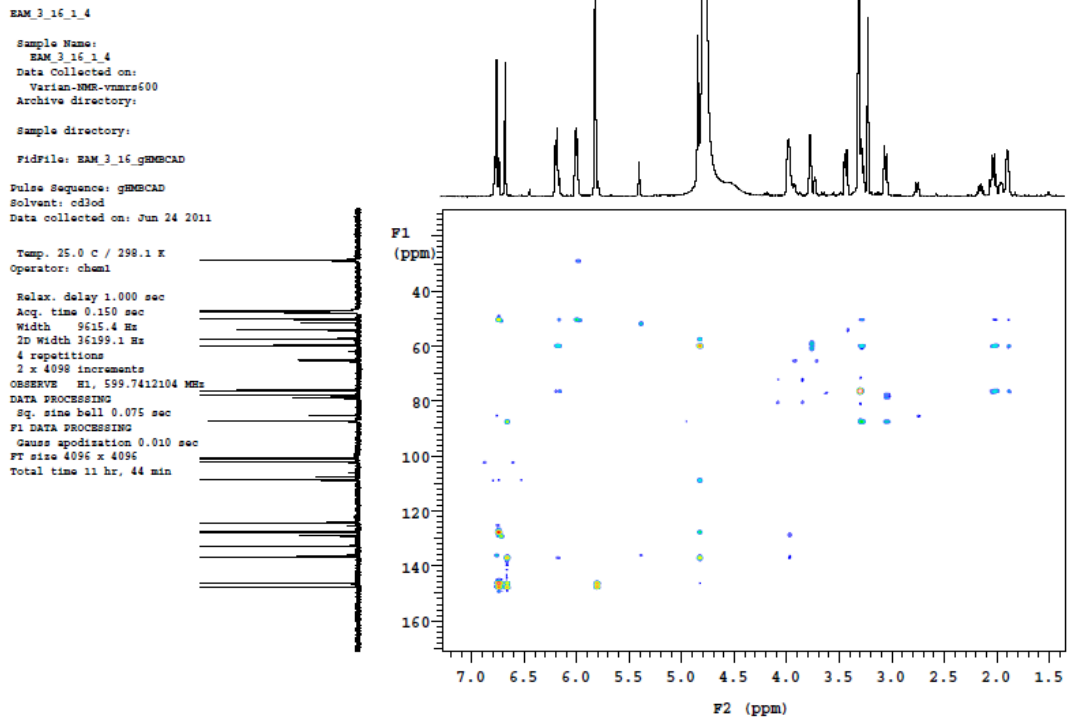 EAM_3_16_1_4
Sample Name:
EAM_3_16_1_4
Data Collected on:
Varian-NMR-vnmrs600
Archive directory:
Sample directory:
FidFile: EAM_3_16_gHMBCAD
Pulse Sequence: gHMBCAD
Solvent: cd3od
Data collected on: Jun 24 2011
Temp. 25.0 C / 298.1 K
Operator: chem1
Relax. delay 1.000 sec
Acq. time 0.150 sec
Width 9615.4 Hz
2D Width 36199.1 Hz
4 repetitions
2 x 4098 increments
OBSERVE H1, 599.7412104 MHz
DATA PROCESSING
Sq. sine bell 0.075 sec
F1 DATA PROCESSING
Gauss apodization 0.010 sec
FT size 4096 x 4096
Total time 11 hr, 44 min
F1
(ppm)
40
60
80
100
120
140
160
7.0 6.5 6.0 5.5 5.0 4.5 4.0 3.5 3.0 2.5 2.0 1.5
F2 (ppm)